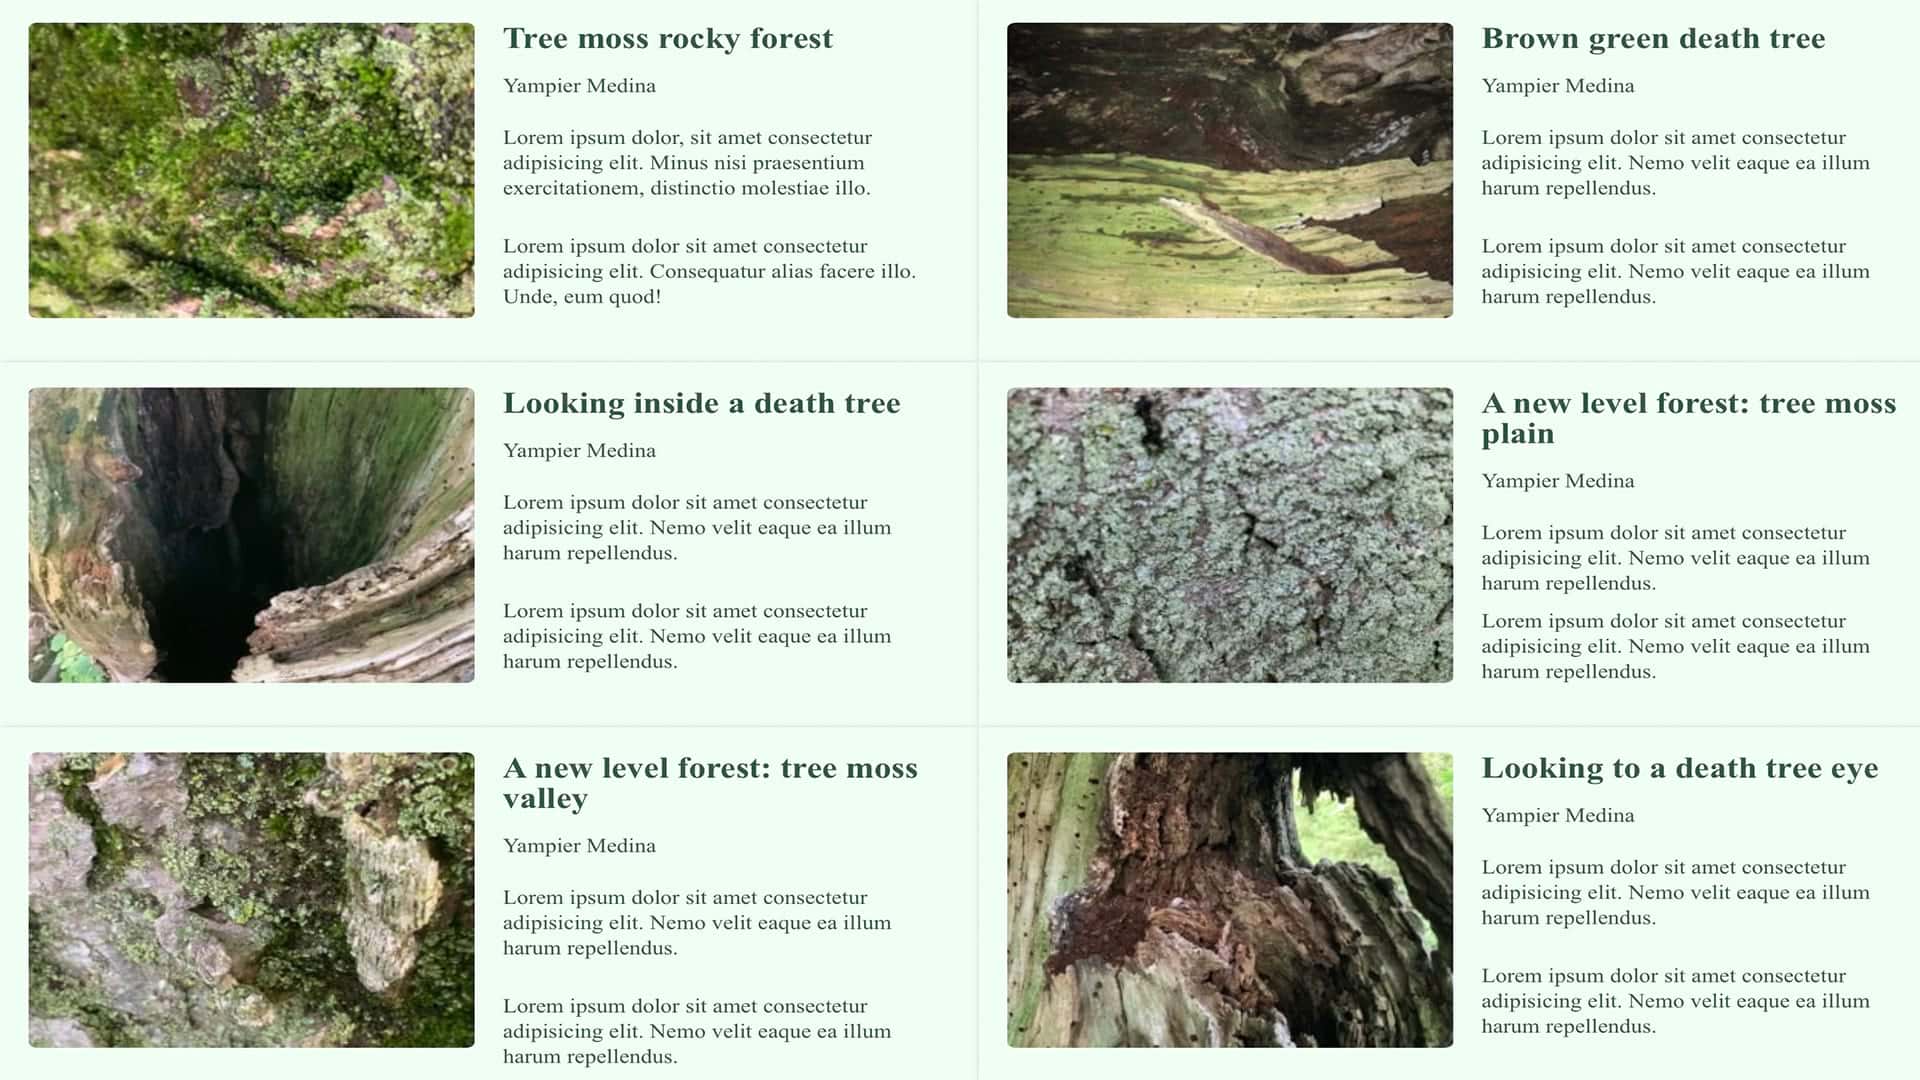 Tree moss rocky forest
Yampier Medina
Lorem ipsum dolor, sit amet consectetur
adipisicing elit. Minus nisi praesentium
exercitationem, distinctio molestiae illo.
Lorem ipsum dolor sit amet consectetur
adipisicing elit. Consequatur alias facere illo.
Unde, eum quod!
Brown green death tree
Yampier Medina
Lorem ipsum dolor sit amet consectetur
adipisicing elit. Nemo velit eaque ea illum
harum repellendus.
Lorem ipsum dolor sit amet consectetur
adipisicing elit. Nemo velit eaque ea illum
harum repellendus.
Looking inside a death tree
Yampier Medina
Lorem ipsum dolor sit amet consectetur
adipisicing elit. Nemo velit eaque ea illum
harum repellendus.
Lorem ipsum dolor sit amet consectetur
adipisicing elit. Nemo velit eaque ea illum
harum repellendus.
A new level forest: tree moss
plain
Yampier Medina
Lorem ipsum dolor sit amet consectetur
adipisicing elit. Nemo velit eaque ea illum
harum repellendus.
Lorem ipsum dolor sit amet consectetur
adipisicing elit. Nemo velit eaque ea illum
harum repellendus.
A new level forest: tree moss
valley
Yampier Medina
Lorem ipsum dolor sit amet consectetur
adipisicing elit. Nemo velit eaque ea illum
harum repellendus.
Lorem ipsum dolor sit amet consectetur
adipisicing elit. Nemo velit eaque ea illum
harum repellendus.
Looking to a death tree eye
Yampier Medina
Lorem ipsum dolor sit amet consectetur
adipisicing elit. Nemo velit eaque ea illum
harum repellendus.
Lorem ipsum dolor sit amet consectetur
adipisicing elit. Nemo velit eaque ea illum
harum repellendus.